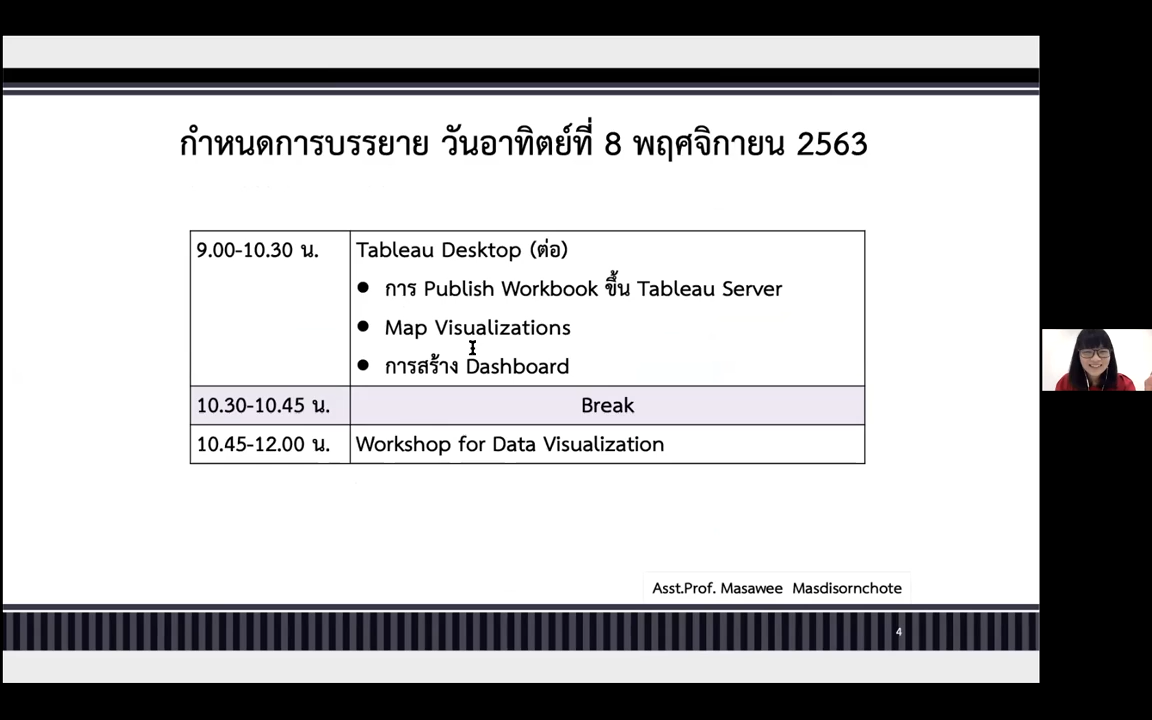 กำหนดการบรรยาย วันอาทิตย์ที่ 8 พฤศจิกายน 2563
9.00-10.30 น.
Tableau Desktop (ต่อ)
● การ Publish Workbook ขึ้น Tableau Server
● Map Visualizations
● การสร้าง Dashboard
10.30-10.45 น.
Break
10.45-12.00 น.
Workshop for Data Visualization
Asst.Prof. Masawee Masdisornchote
4